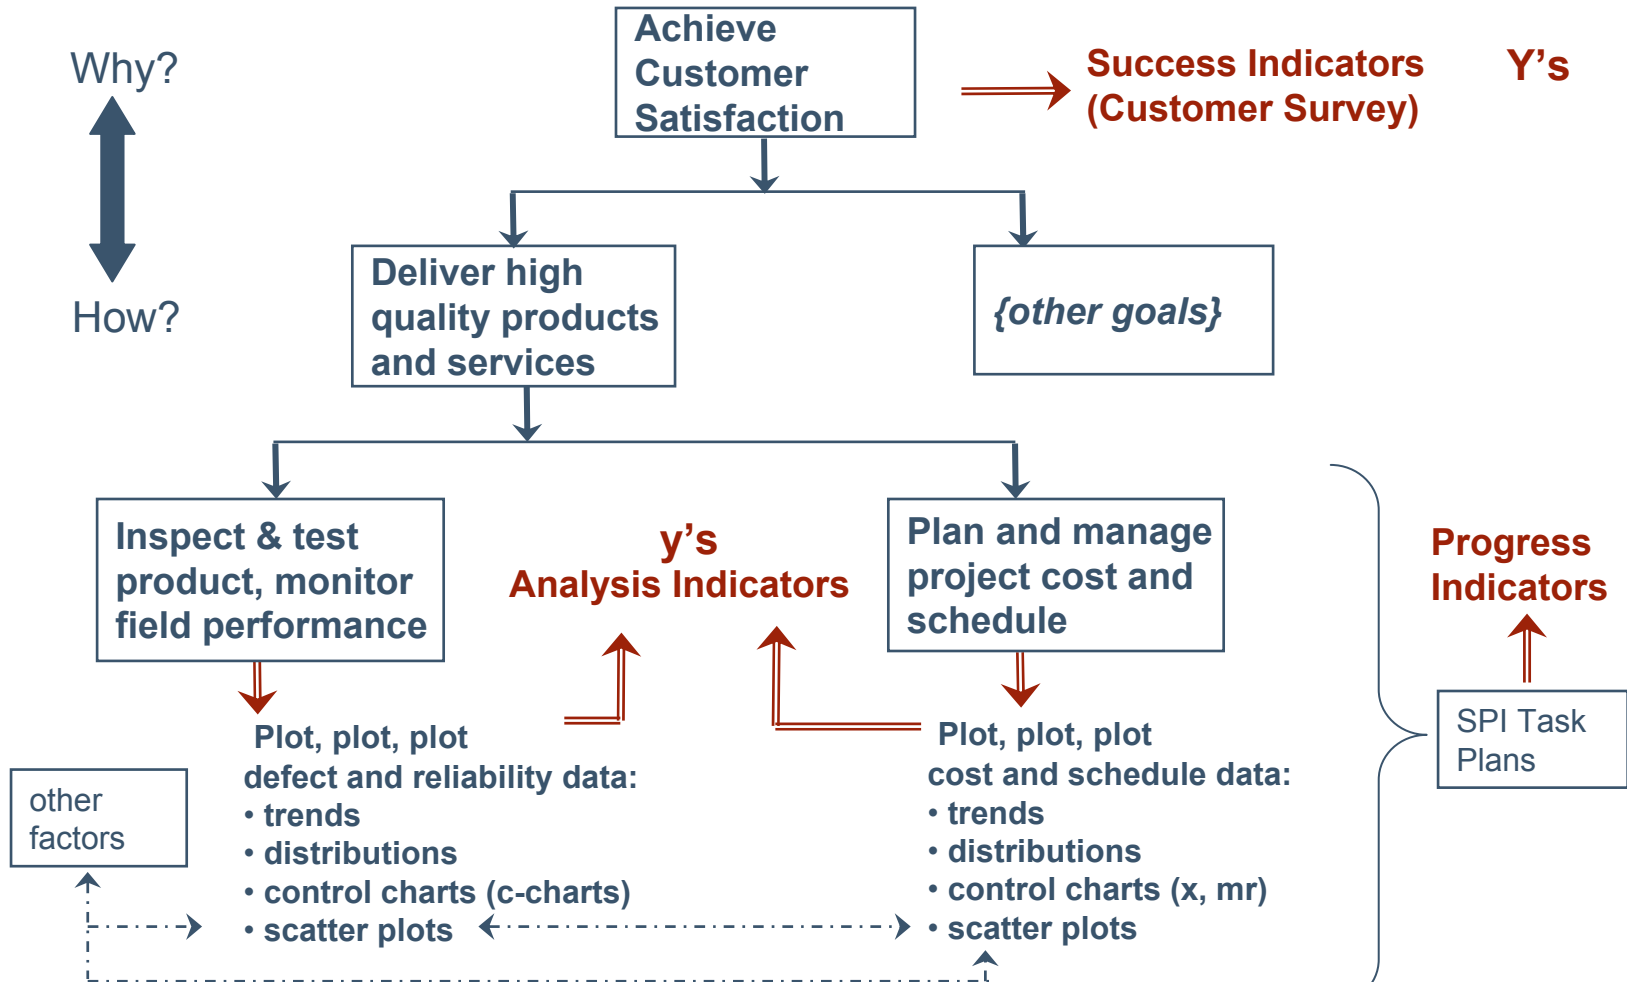 Achieve
Customer
Satisfaction
Why?
Success Indicators
(Customer Survey)
Y's
How?
Deliver high
quality products
and services
{other goals}
Inspect & test
product, monitor
field performance
y's
Analysis Indicators
Plan and manage
project cost and
schedule
Progress
Indicators
Plot, plot, plot
defect and reliability data:
• trends
• distributions
• control charts (c-charts)
• scatter plots
Plot, plot, plot
cost and schedule data:
• trends
• distributions
• control charts (x, mr)
• scatter plots
SPI Task
Plans
other
factors